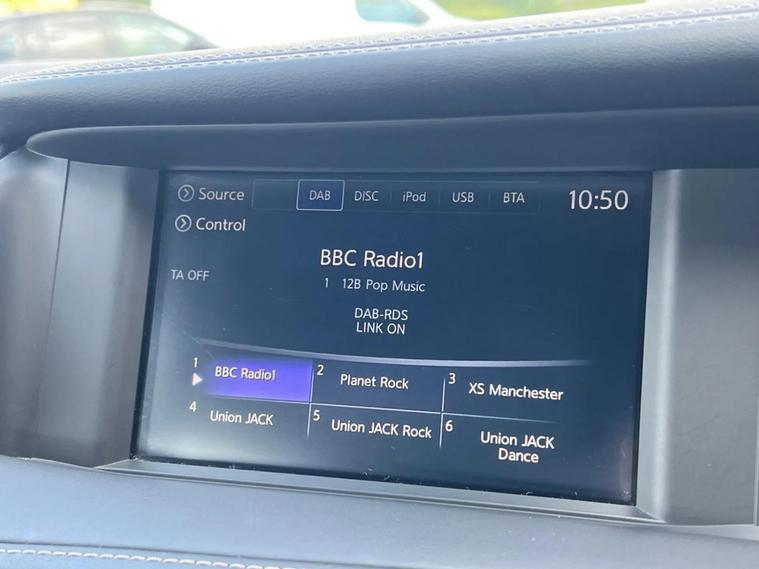 Source
DAB DISC iPod USB BTA
10:50
Control
BBC Radio1
TA OFF
1 12B Pop Music
DAB-RDS
LINK ON
1 BBC Radio1
2 Planet Rock
3 XS Manchester
4 Union JACK
5 Union JACK Rock
6 Union JACK
Dance